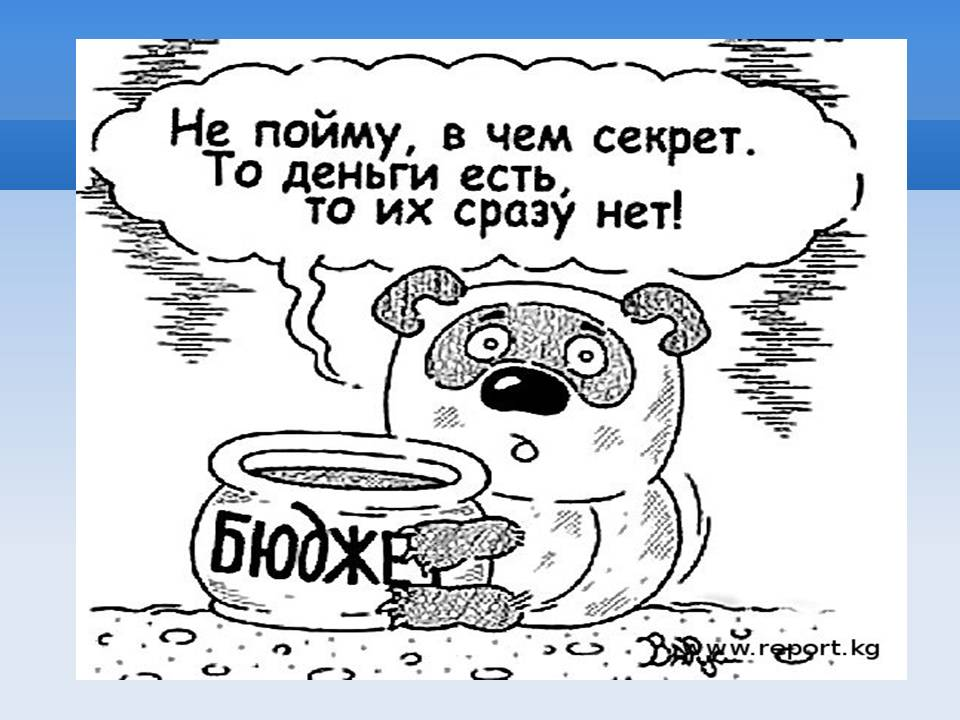 Не пойму, в чем секрет.
То деньги есть,
то их сразу нет!
БЮДЖЕ
www.report.kg